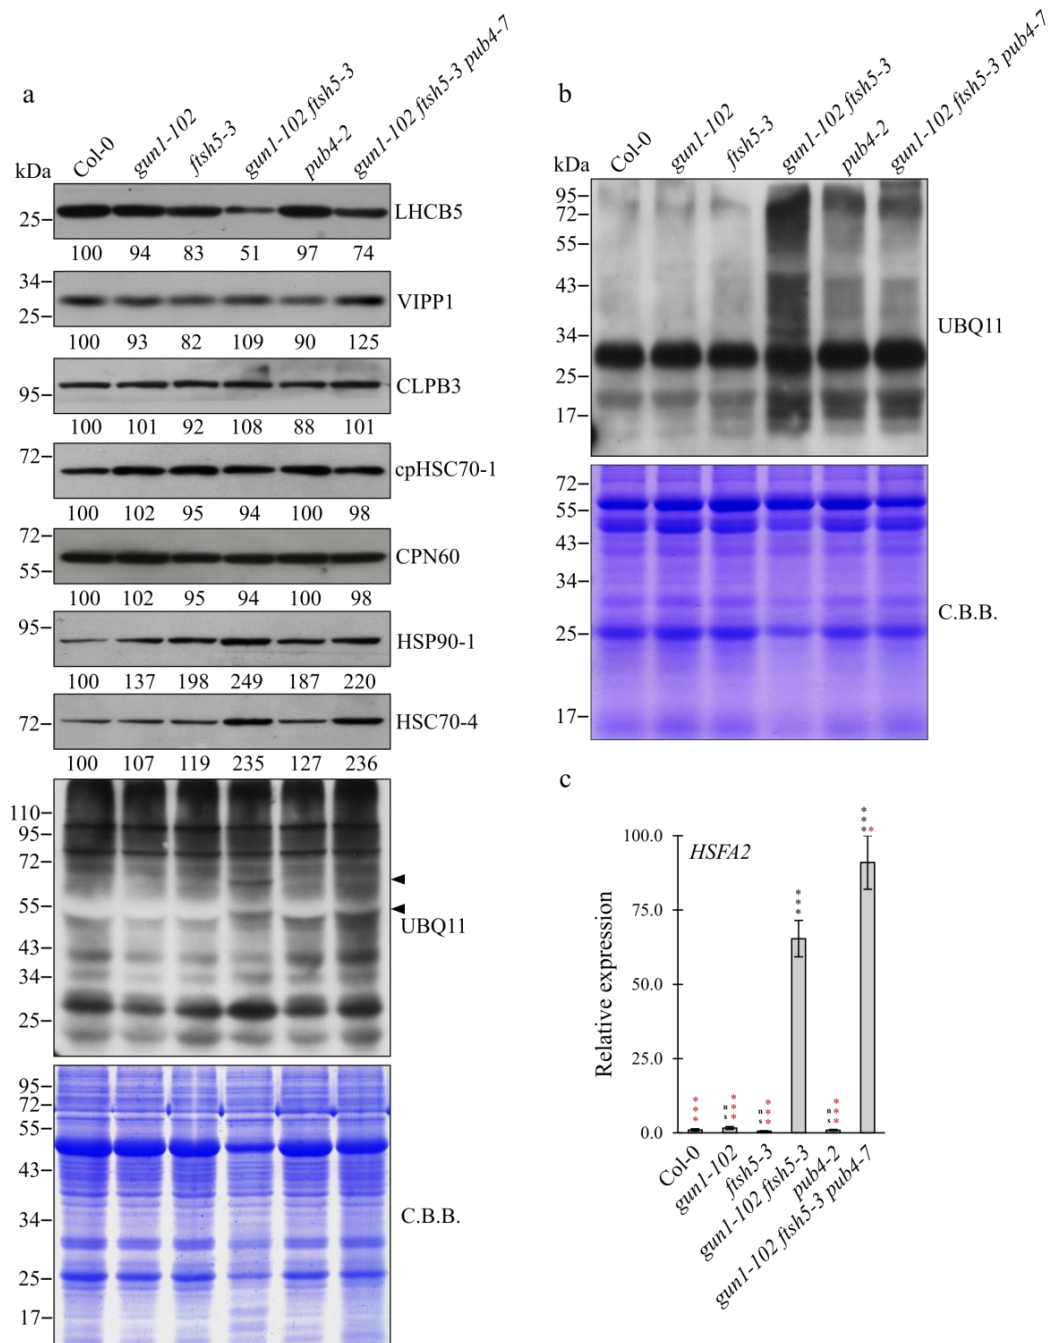 a
kDa
Col-0
gun1-102
ftsh5-3
gun1-102 ftsh5-3
pub4-2
gun1-102 ftsh5-3 pub4-7
25
LHCB5
100 94 83 51 97 74
34
25
VIPP1
100 93 82 109 90 125
95
CLPB3
100 101 92 108 88 101
72
cpHSC70-1
100 102 95 94 100 98
72
55
CPN60
100 102 95 94 100 98
95
HSP90-1
100 137 198 249 187 220
72
HSC70-4
100 107 119 235 127 236
110
95
72
55
43
34
25
UBQ11
95
72
55
43
34
25
17
C.B.B.
b
kDa
Col-0
gun1-102
ftsh5-3
gun1-102 ftsh5-3
pub4-2
gun1-102 ftsh5-3 pub4-7
95
72
55
43
34
25
17
UBQ11
72
55
43
34
25
17
C.B.B.
c
HSFA2
Relative expression
100.0
75.0
50.0
25.0
0.0
***
ns ***
ns ***
***
ns ***
*** *
Col-0
gun1-102
ftsh5-3
gun1-102 ftsh5-3
pub4-2
gun1-102 ftsh5-3 pub4-7